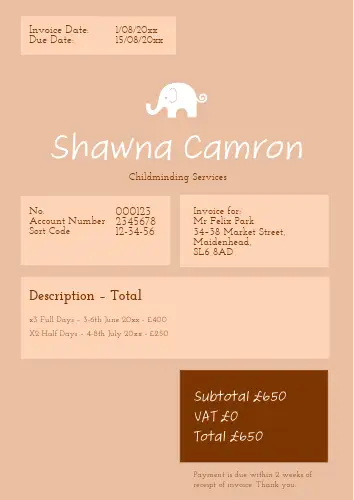 Invoice Date: 1/08/20xx
Due Date: 15/08/20xx
Shawna Camron
Childminding Services
No. 000123
Account Number 2345678
Sort Code 12-34-56
Invoice for:
Mr Felix Park
34-38 Market Street,
Maidenhead,
SL6 8AD
Description - Total
x3 Full Days - 3-6th June 20xx - £400
X2 Half Days - 4-8th July 20xx - £250
Subtotal £650
VAT £0
Total £650
Payment is due within 2 weeks of
receipt of invoice. Thank you.